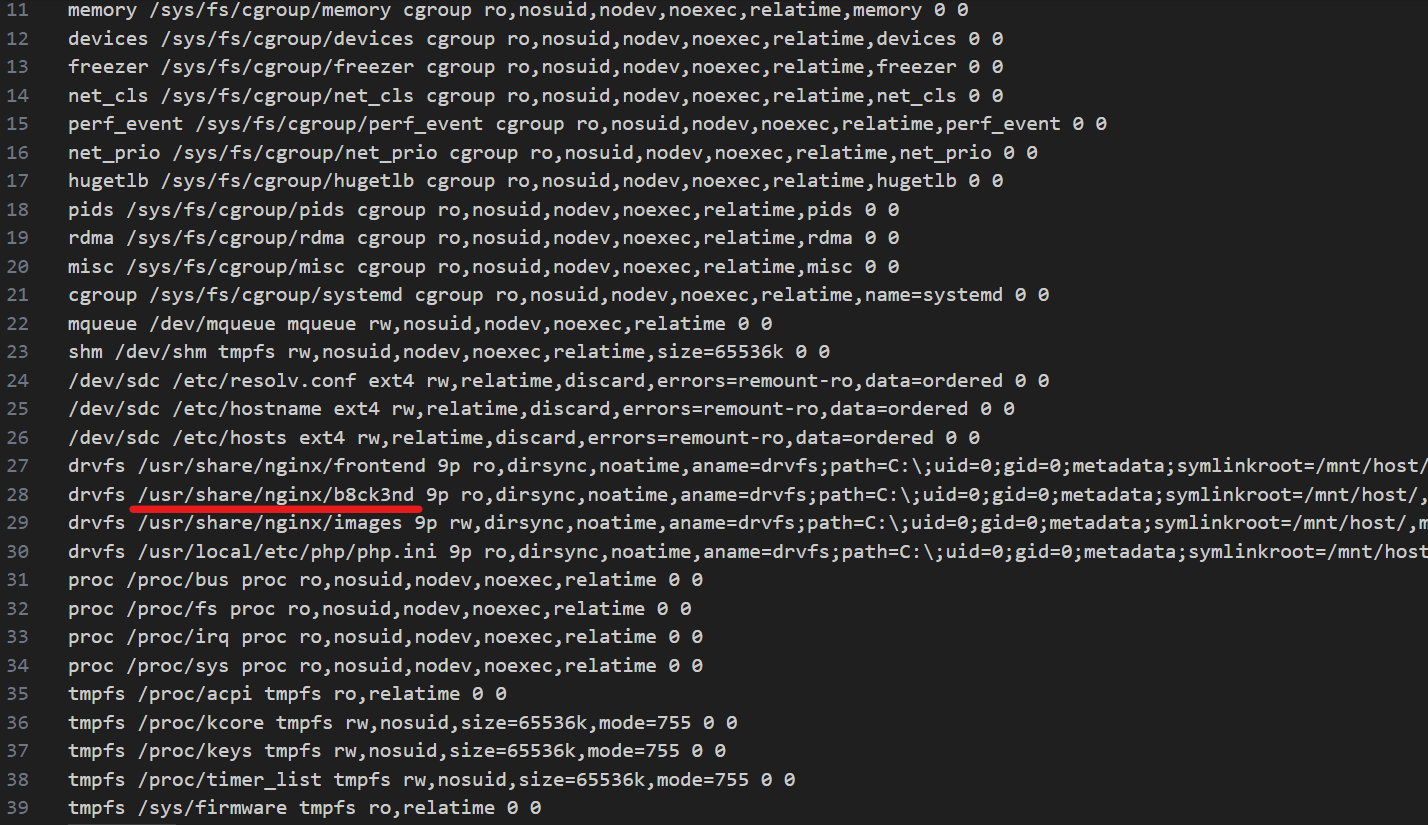 11 memory /sys/fs/cgroup/memory cgroup ro,nosuid,nodev,noexec,relatime,memory 0 0
12 devices /sys/fs/cgroup/devices cgroup ro,nosuid,nodev,noexec,relatime,devices 0 0
13 freezer /sys/fs/cgroup/freezer cgroup ro,nosuid,nodev,noexec,relatime,freezer 0 0
14 net_cls /sys/fs/cgroup/net_cls cgroup ro,nosuid,nodev,noexec,relatime,net_cls 0 0
15 perf_event /sys/fs/cgroup/perf_event cgroup ro,nosuid,nodev,noexec,relatime,perf_event 0 0
16 net_prio /sys/fs/cgroup/net_prio cgroup ro,nosuid,nodev,noexec,relatime,net_prio 0 0
17 hugetlb /sys/fs/cgroup/hugetlb cgroup ro,nosuid,nodev,noexec,relatime,hugetlb 0 0
18 pids /sys/fs/cgroup/pids cgroup ro,nosuid,nodev,noexec,relatime,pids 0 0
19 rdma /sys/fs/cgroup/rdma cgroup ro,nosuid,nodev,noexec,relatime,rdma 0 0
20 misc /sys/fs/cgroup/misc cgroup ro,nosuid,nodev,noexec,relatime,misc 0 0
21 cgroup /sys/fs/cgroup/systemd cgroup ro,nosuid,nodev,noexec,relatime,name=systemd 0 0
22 mqueue /dev/mqueue mqueue rw,nosuid,nodev,noexec,relatime 0 0
23 shm /dev/shm tmpfs rw,nosuid,nodev,noexec,relatime,size=65536k 0 0
24 /dev/sdc /etc/resolv.conf ext4 rw,relatime,discard,errors=remount-ro,data=ordered 0 0
25 /dev/sdc /etc/hostname ext4 rw,relatime,discard,errors=remount-ro,data=ordered 0 0
26 /dev/sdc /etc/hosts ext4 rw,relatime,discard,errors=remount-ro,data=ordered 0 0
27 drvfs /usr/share/nginx/frontend 9p ro,dirsync,noatime,aname=drvfs;path=C:\;uid=0;gid=0;metadata;symlinkroot=/mnt/host/
28 drvfs /usr/share/nginx/b8ck3nd 9p ro,dirsync,noatime,aname=drvfs;path=C:\;uid=0;gid=0;metadata;symlinkroot=/mnt/host/,
29 drvfs /usr/share/nginx/images 9p rw,dirsync,noatime,aname=drvfs;path=C:\;uid=0;gid=0;metadata;symlinkroot=/mnt/host/,m
30 drvfs /usr/local/etc/php/php.ini 9p ro,dirsync,noatime,aname=drvfs;path=C:\;uid=0;gid=0;metadata;symlinkroot=/mnt/host
31 proc /proc/bus proc ro,nosuid,nodev,noexec,relatime 0 0
32 proc /proc/fs proc ro,nosuid,nodev,noexec,relatime 0 0
33 proc /proc/irq proc ro,nosuid,nodev,noexec,relatime 0 0
34 proc /proc/sys proc ro,nosuid,nodev,noexec,relatime 0 0
35 tmpfs /proc/acpi tmpfs ro,relatime 0 0
36 tmpfs /proc/kcore tmpfs rw,nosuid,size=65536k,mode=755 0 0
37 tmpfs /proc/keys tmpfs rw,nosuid,size=65536k,mode=755 0 0
38 tmpfs /proc/timer_list tmpfs rw,nosuid,size=65536k,mode=755 0 0
39 tmpfs /sys/firmware tmpfs ro,relatime 0 0